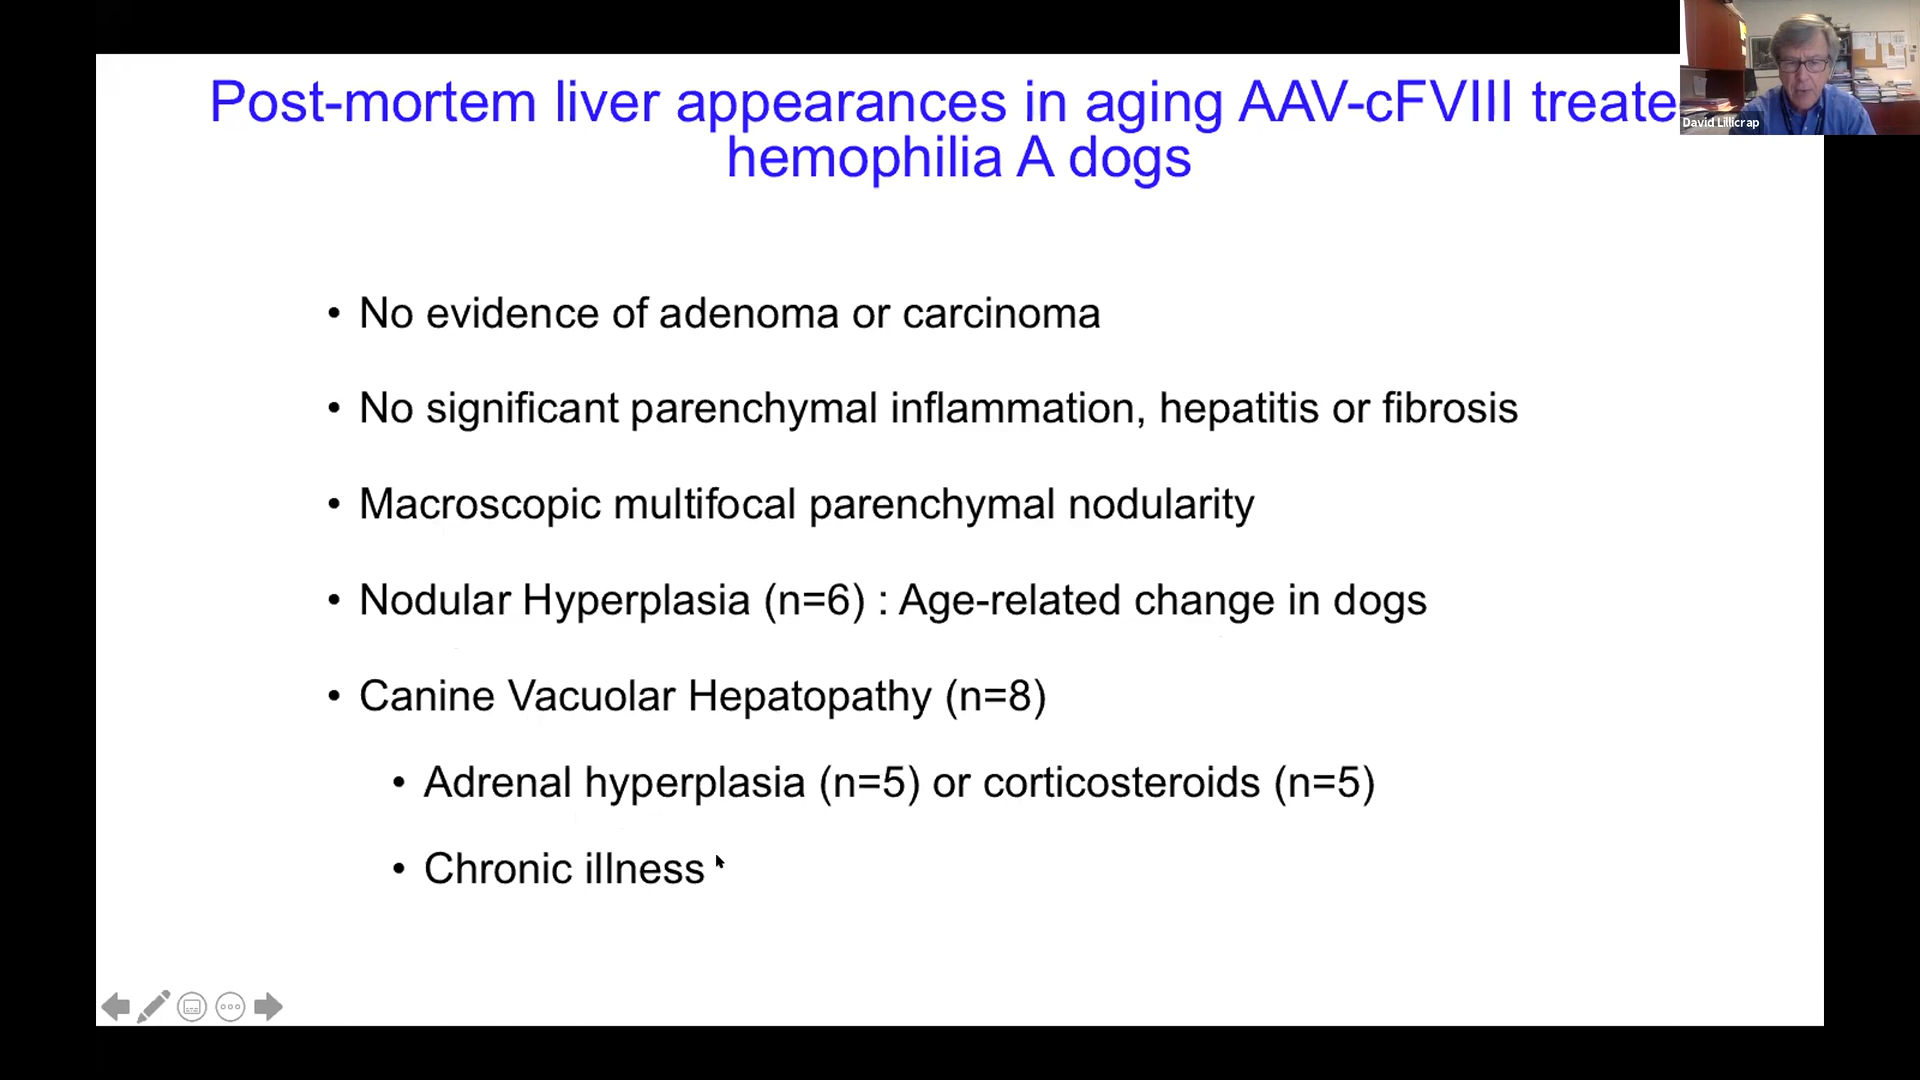 Post-mortem liver appearances in aging AAV-cFVIII treate
hemophilia A dogs
David Lillicrap
• No evidence of adenoma or carcinoma
• No significant parenchymal inflammation, hepatitis or fibrosis
• Macroscopic multifocal parenchymal nodularity
• Nodular Hyperplasia (n=6) : Age-related change in dogs
• Canine Vacuolar Hepatopathy (n=8)
• Adrenal hyperplasia (n=5) or corticosteroids (n=5)
• Chronic illness